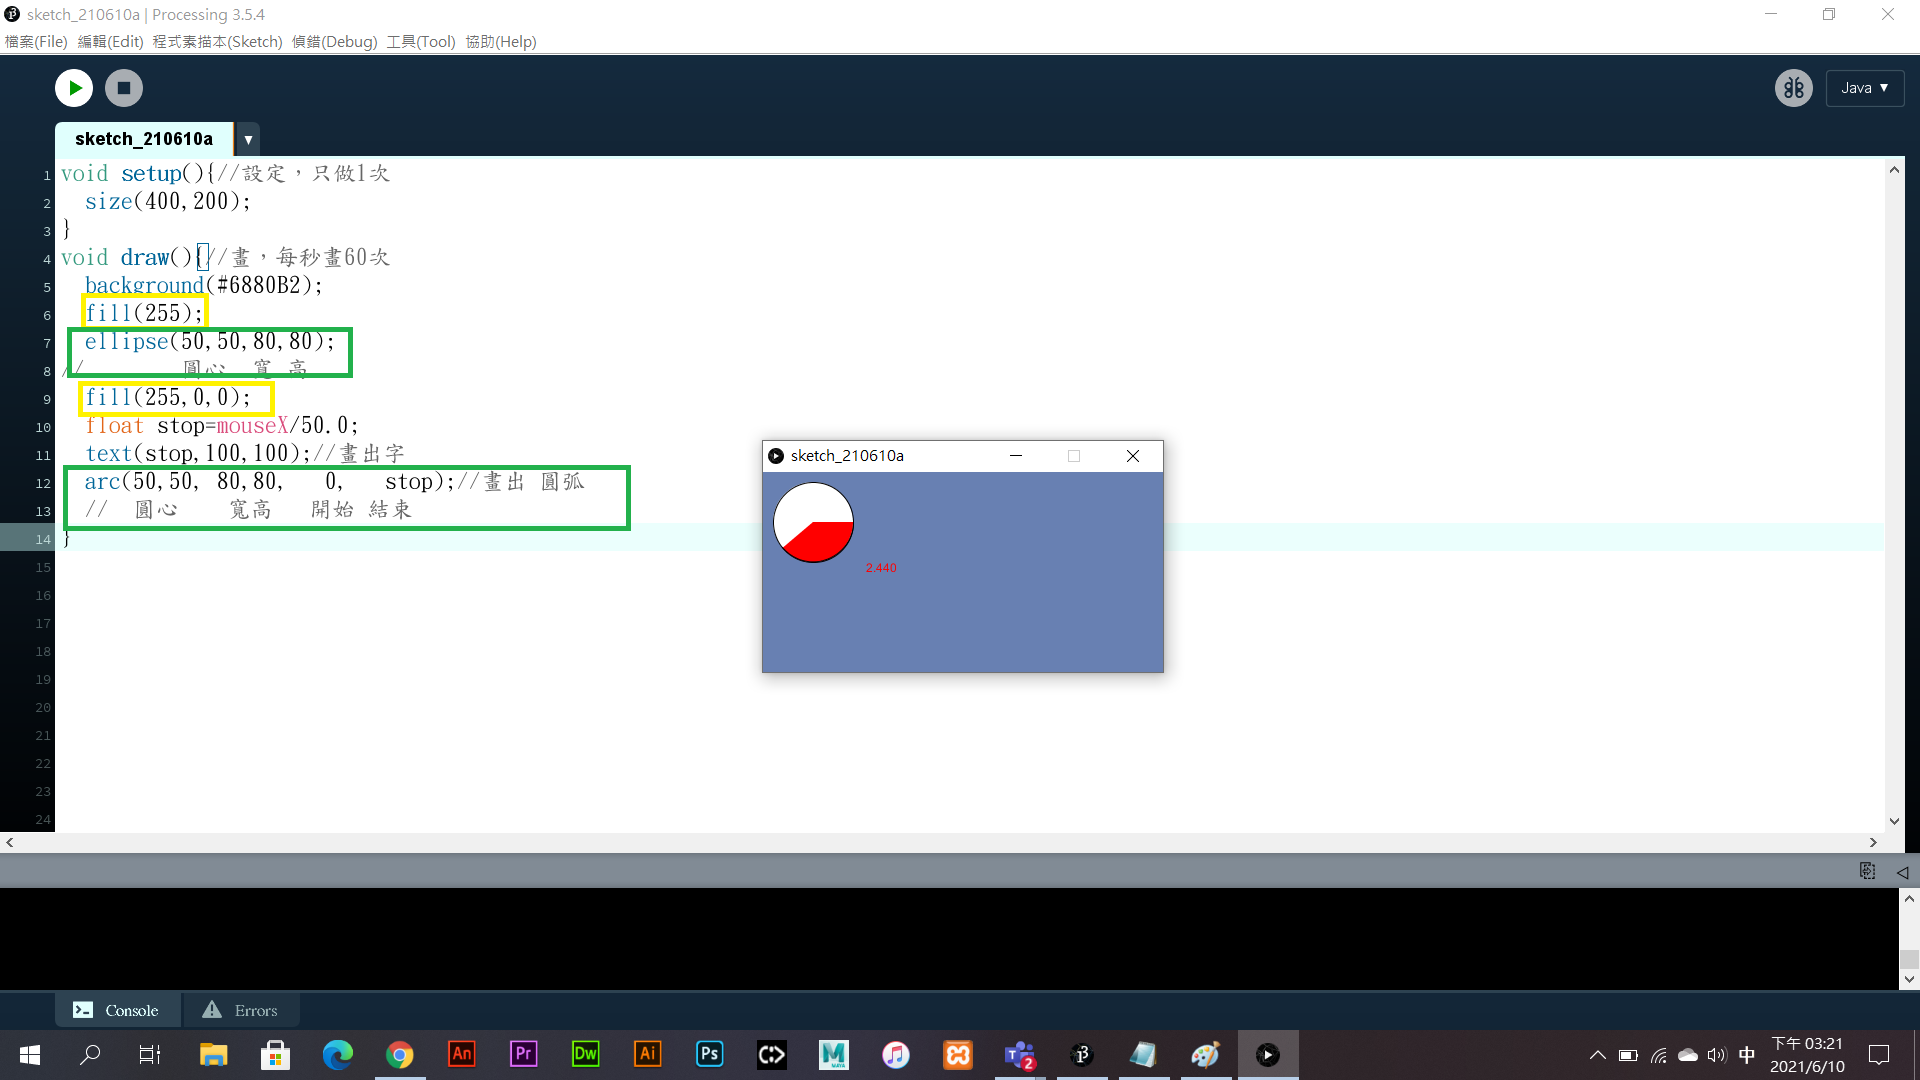 sketch_210610a | Processing 3.5.4
檔案(File) 編輯(Edit) 程式素描本(Sketch) 偵錯(Debug) 工具(Tool) 協助(Help)
Java ▼
sketch_210610a ▼
1 void setup(){//設定，只做1次
2 size(400,200);
3 }
4 void draw(){//畫，每秒畫60次
5 background(#6880B2);
6 fill(255);
7 ellipse(50,50,80,80);
8 // 圓心 寬 高
9 fill(255,0,0);
10 float stop=mouseX/50.0;
11 text(stop,100,100);//畫出字
12 arc(50,50, 80,80, 0, stop);//畫出 圓弧
13 // 圓心 寬高 開始 結束
14 }
15
16
17
18
19
20
21
22
23
24
sketch_210610a
2.440
Console
Errors
An Pr Dw Ai Ps MAYA 2 中
下午 03:21
2021/6/10